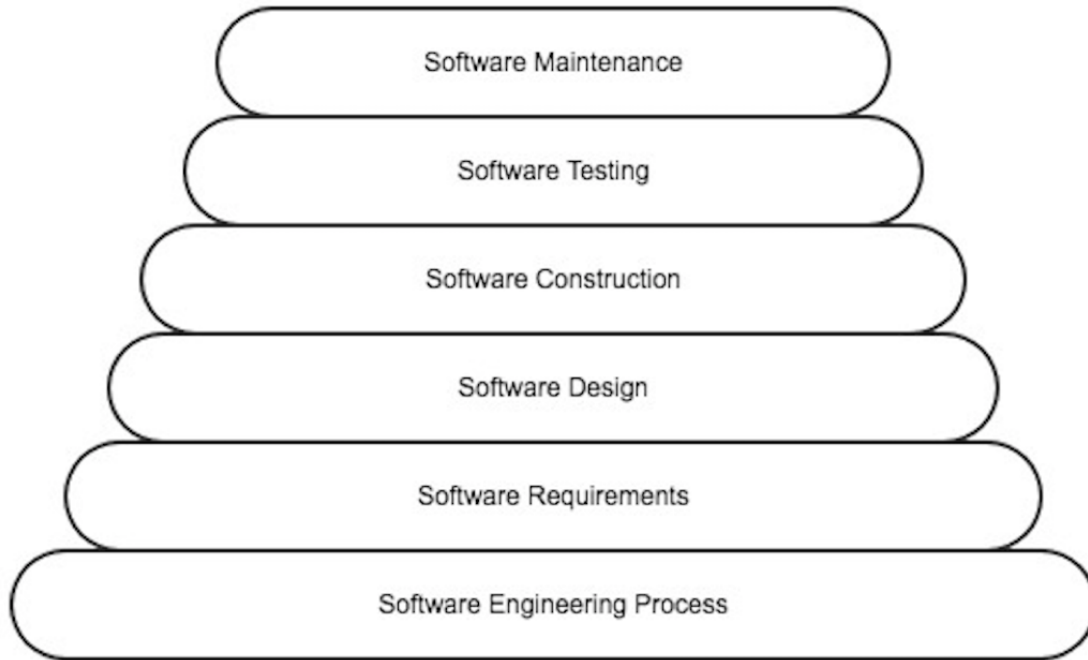 Software Maintenance
Software Testing
Software Construction
Software Design
Software Requirements
Software Engineering Process